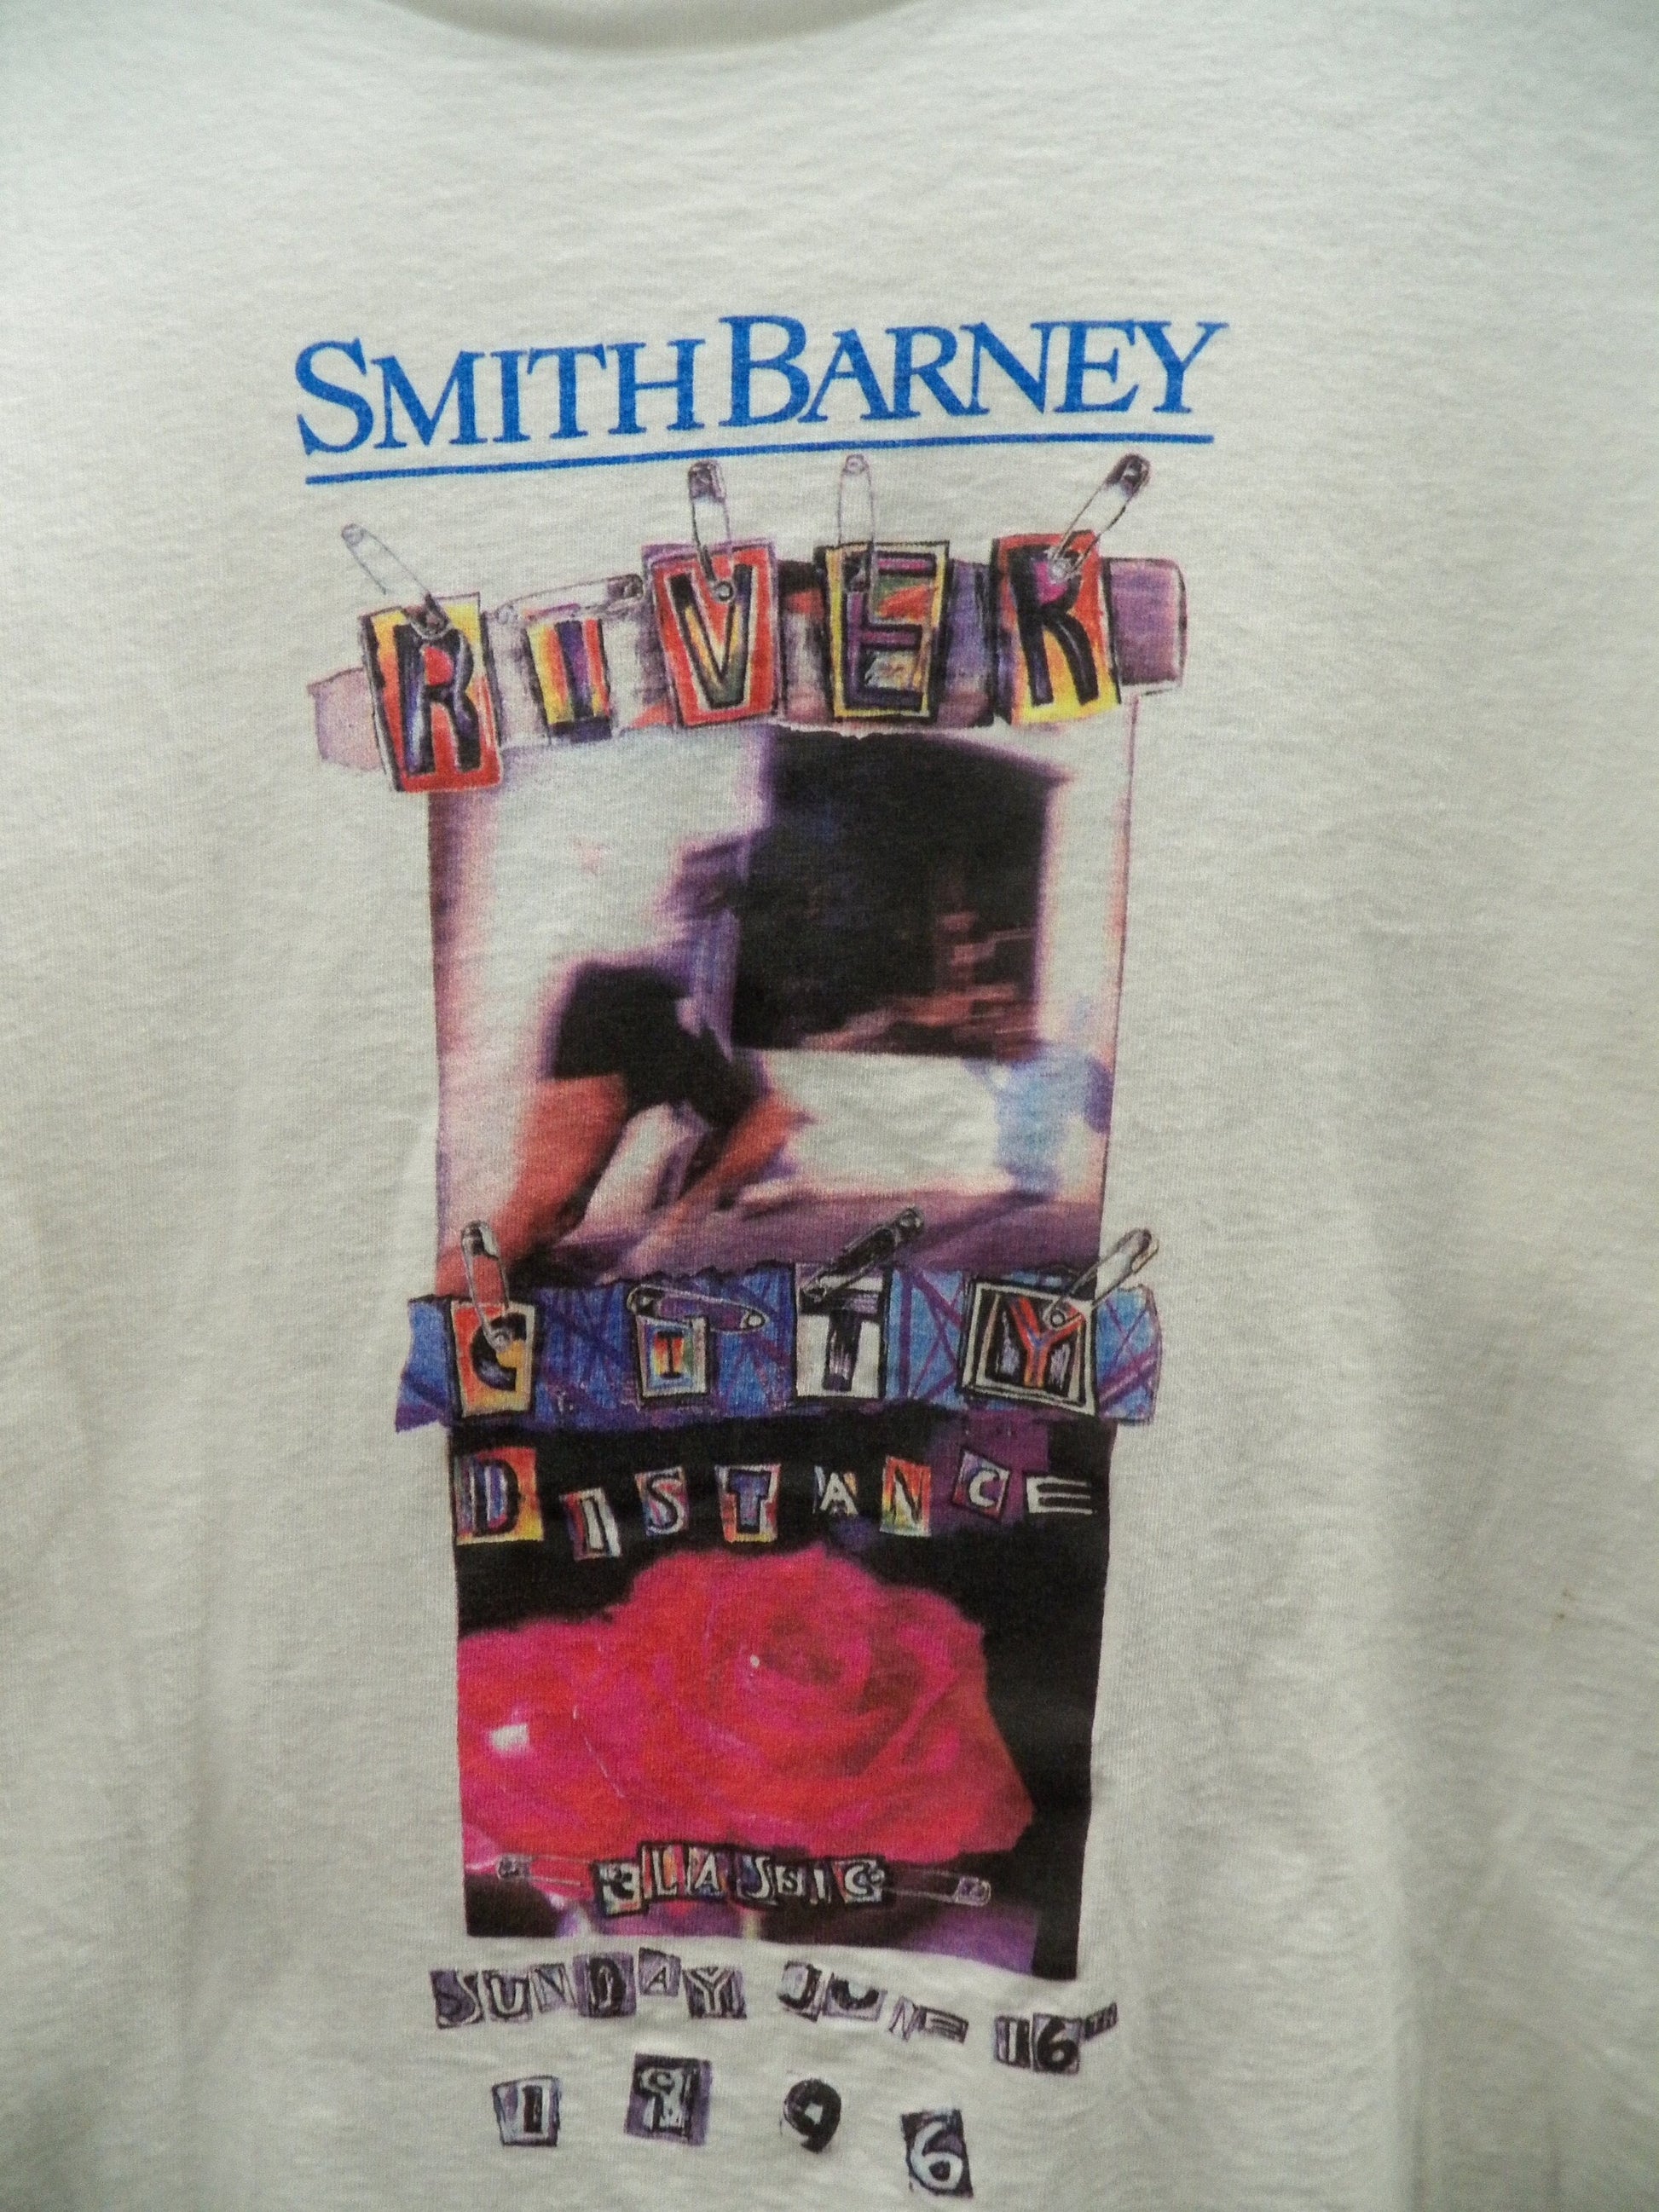 SMITH BARNEY
RIVER
CITY
DISTANCE
CLASSIC
SUNDAY JUNE 16TH
1996